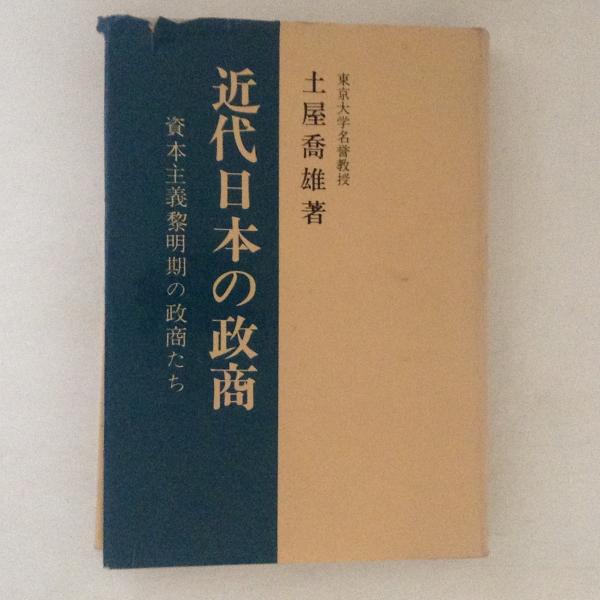 東京大学名誉教授
土屋喬雄著
近代日本の政商
資本主義黎明期の政商たち